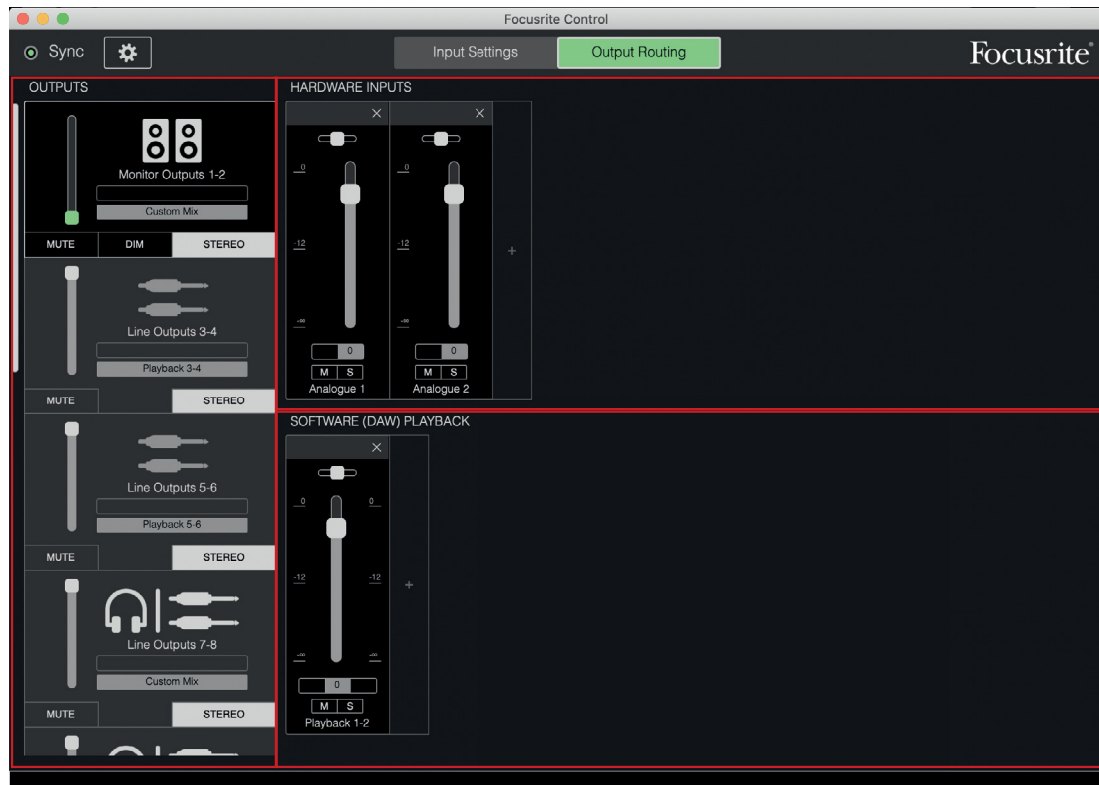 Focusrite Control
Sync
Input Settings
Output Routing
Focusrite®
OUTPUTS
Monitor Outputs 1-2
Custom Mix
MUTE DIM STEREO
Line Outputs 3-4
Playback 3-4
MUTE STEREO
Line Outputs 5-6
Playback 5-6
MUTE STEREO
Line Outputs 7-8
Custom Mix
MUTE STEREO
HARDWARE INPUTS
0 0
-12 -12
-∞ -∞
0 0
M S M S
Analogue 1 Analogue 2
+
SOFTWARE (DAW) PLAYBACK
0 0
-12 -12
-∞ -∞
0
M S
Playback 1-2
+